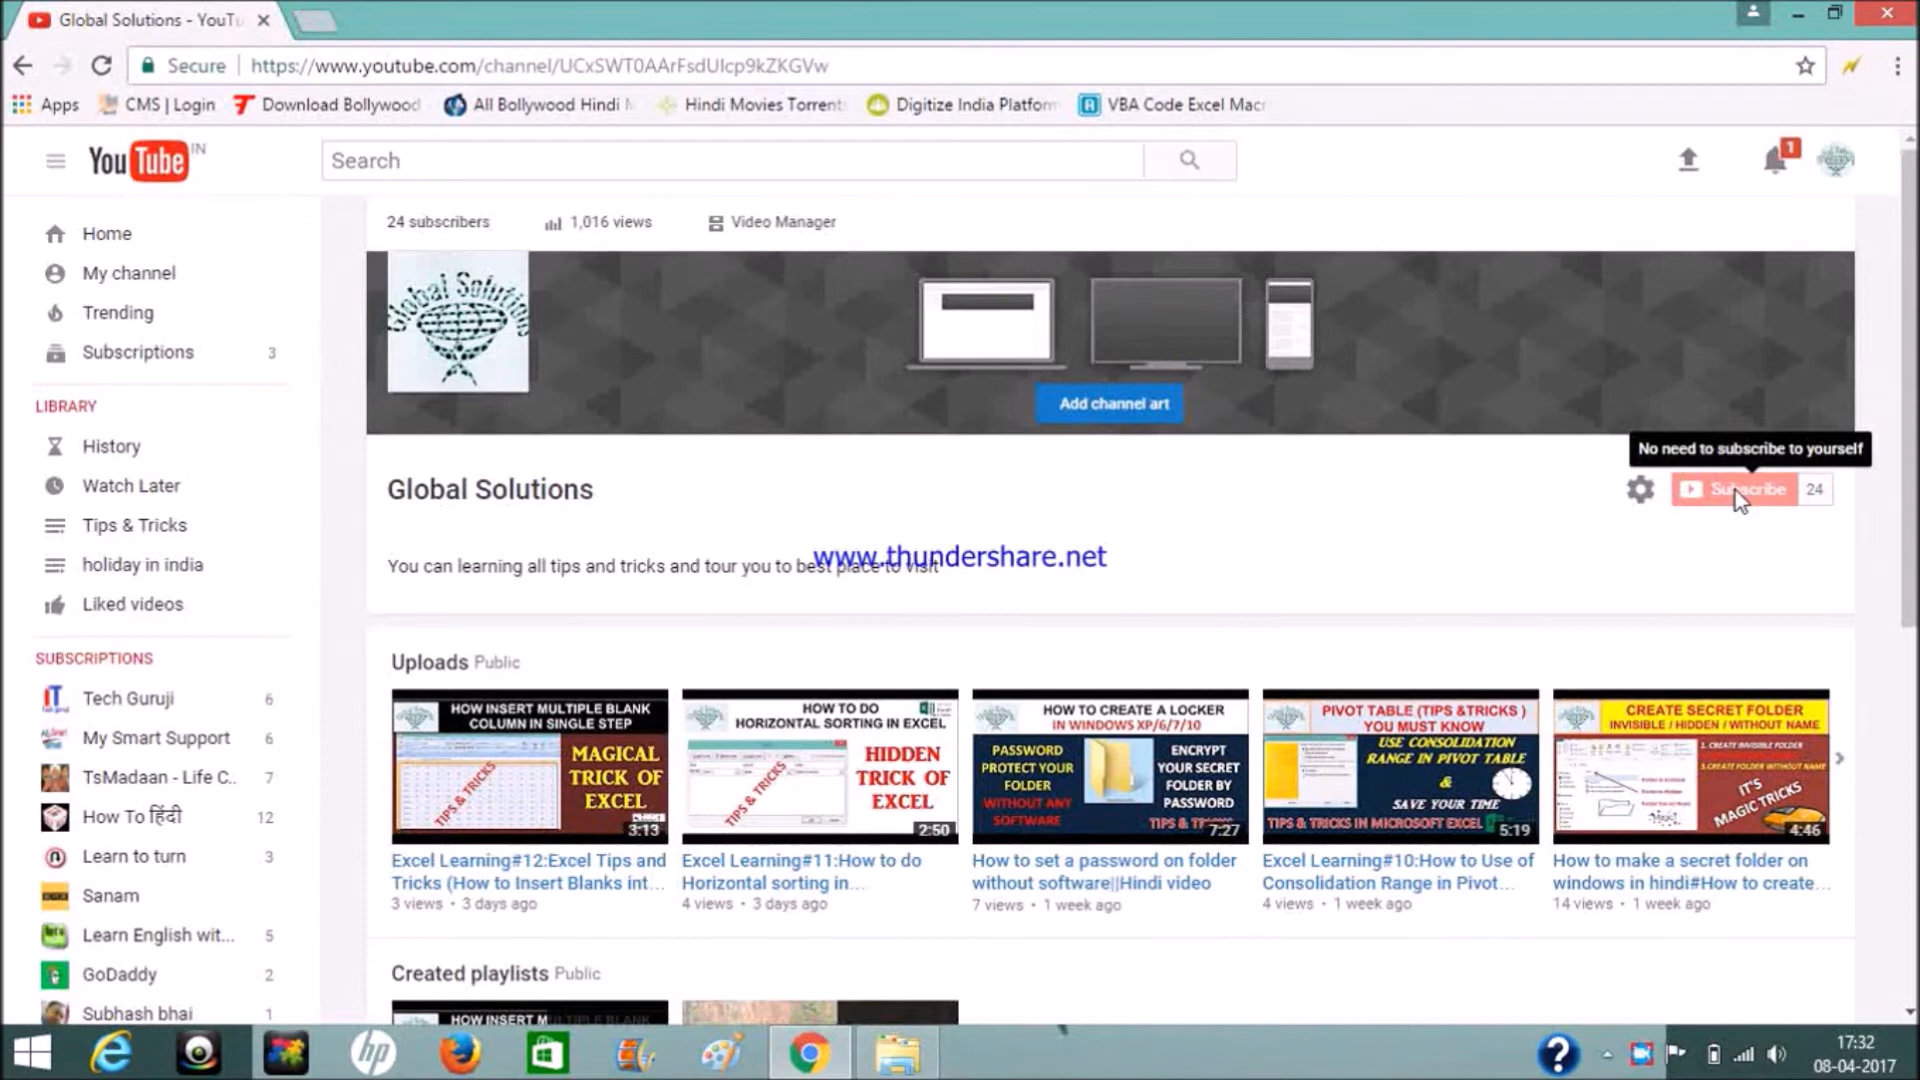 Global Solutions - YouTu
Secure
https://www.youtube.com/channel/UCxSWT0AArFsdUIcp9kZKGVw
Apps
CMS | Login
Download Bollywood
All Bollywood Hindi
Hindi Movies Torrent
Digitize India Platform
VBA Code Excel Mac
YouTube IN
Search
1
24 subscribers
1,016 views
Video Manager
Home
My channel
Trending
Subscriptions 3
LIBRARY
History
Watch Later
Tips & Tricks
holiday in india
Liked videos
SUBSCRIPTIONS
Tech Guruji 6
My Smart Support 6
TsMadaan - Life C.. 7
How To हिंदी 12
Learn to turn 3
Sanam
Learn English wit... 5
GoDaddy 2
Subhash bhai 1
Global Solutions
Add channel art
No need to subscribe to yourself
Global Solutions
Subscribe 24
You can learning all tips and tricks and tour you to best place to visit
www.thundershare.net
Uploads Public
HOW INSERT MULTIPLE BLANK
COLUMN IN SINGLE STEP
MAGICAL
TRICK OF
EXCEL
TIPS & TRICKS
3:13
Excel Learning#12:Excel Tips and
Tricks (How to Insert Blanks int...
3 views • 3 days ago
HOW TO DO
HORIZONTAL SORTING IN EXCEL
HIDDEN
TRICK OF
EXCEL
TIPS & TRICKS
2:50
Excel Learning#11:How to do
Horizontal sorting in...
4 views • 3 days ago
HOW TO CREATE A LOCKER
IN WINDOWS XP/6/7/10
PASSWORD
PROTECT YOUR
FOLDER
WITHOUT ANY
SOFTWARE
ENCRYPT
YOUR SECRET
FOLDER BY
PASSWORD
TIPS & TR
7:27
How to set a password on folder
without software||Hindi video
7 views • 1 week ago
PIVOT TABLE (TIPS &TRICKS )
YOU MUST KNOW
USE CONSOLIDATION
RANGE IN PIVOT TABLE
&
SAVE YOUR TIME
TIPS & TRICKS IN MICROSOFT EXCEL
5:19
Excel Learning#10:How to Use of
Consolidation Range in Pivot...
4 views • 1 week ago
CREATE SECRET FOLDER
INVISIBLE / HIDDEN / WITHOUT NAME
1. CREATE INVISIBLE FOLDER
IT'S
MAGIC TRICKS
4:46
How to make a secret folder on
windows in hindi#How to create...
14 views • 1 week ago
Created playlists Public
HOW INSERT M
hp
17:32
08-04-2017